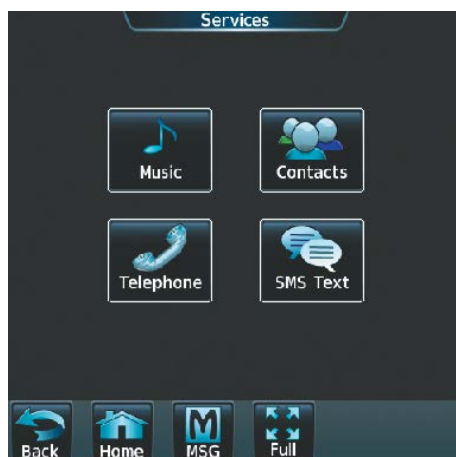 Services
Music
Contacts
Telephone
SMS Text
Back
Home
M
MSG
Full